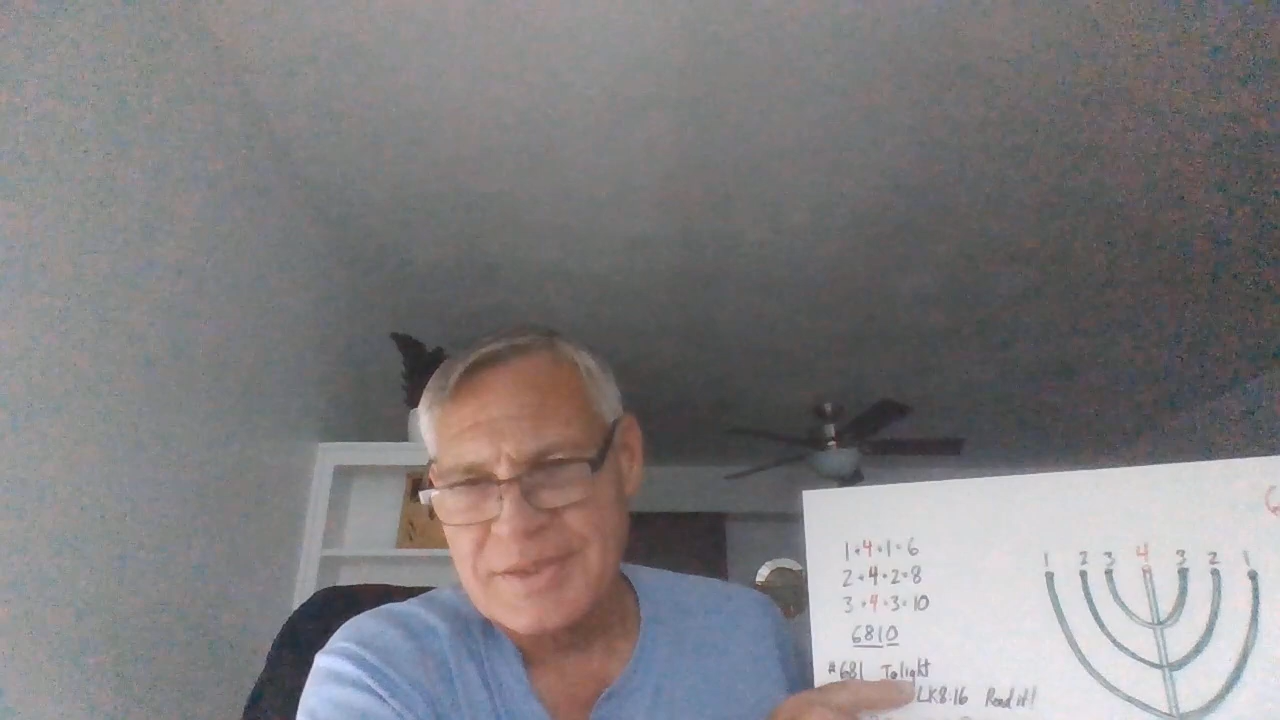 1+4+1=6
2+4+2=8
3+4+3=10
6810
#681 To light
LK8:16 Read it!
1 2 3 4 3 2 1